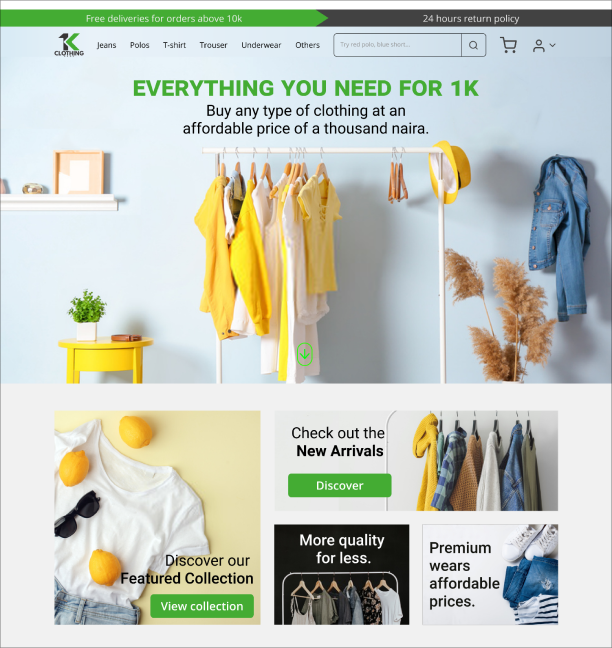 Free deliveries for orders above 10k
24 hours return policy
1K
CLOTHING
Jeans Polos T-shirt Trouser Underwear Others
Try red polo, blue short...
EVERYTHING YOU NEED FOR 1K
Buy any type of clothing at an
affordable price of a thousand naira.
Discover our
Featured Collection
View collection
Check out the
New Arrivals
Discover
More quality
for less.
Premium
wears
affordable
prices.